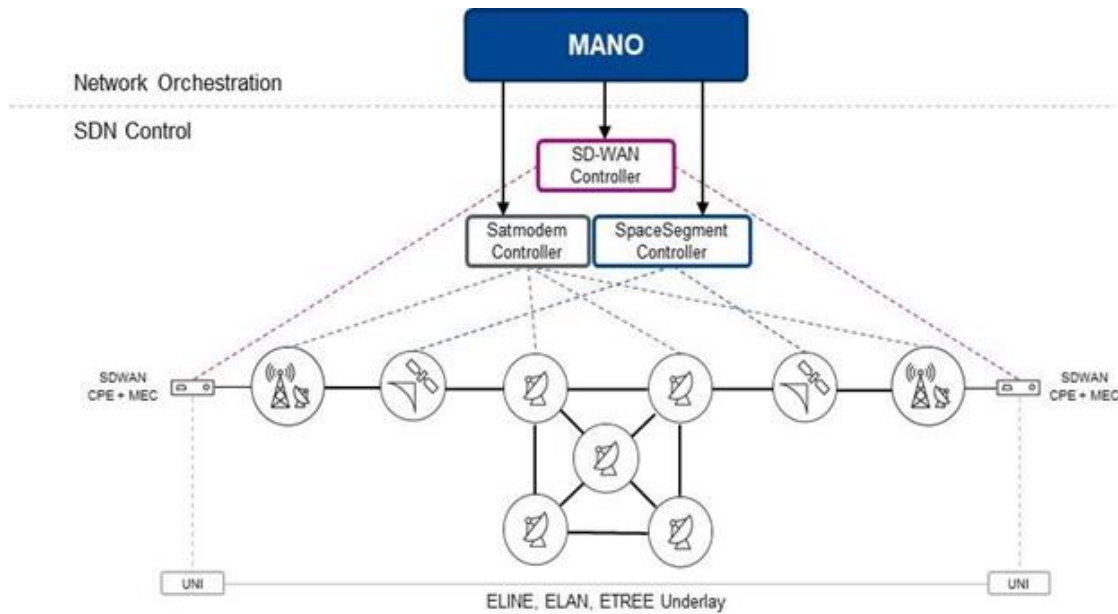 MANO
Network Orchestration
SDN Control
SD-WAN
Controller
Satmodem
Controller
SpaceSegment
Controller
SDWAN
CPE + MEC
SDWAN
CPE + MEC
UNI
UNI
ELINE, ELAN, ETREE Underlay